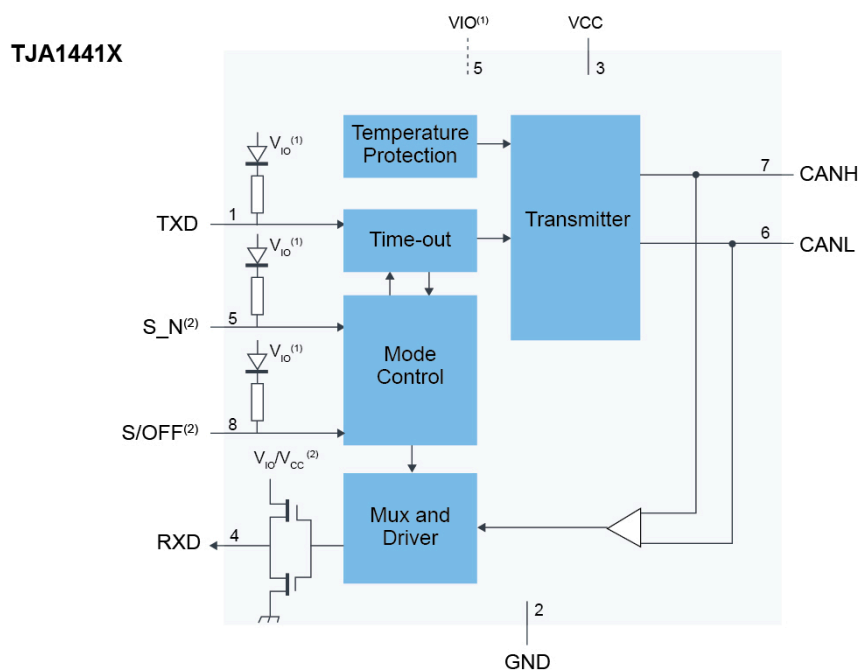 TJA1441X
VIO(1)
VCC
5
3
Temperature
Protection
VIO(1)
7
CANH
TXD
1
Time-out
Transmitter
6
CANL
VIO(1)
S_N(2)
5
Mode
Control
VIO(1)
S/OFF(2)
8
VIO/VCC(2)
Mux and
Driver
RXD
4
2
GND